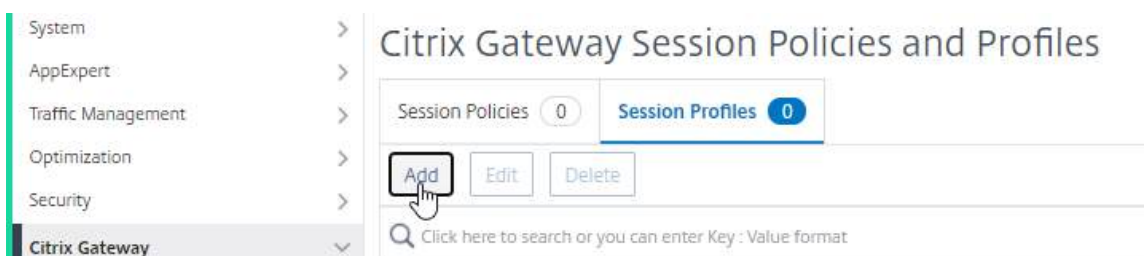 System
AppExpert
Traffic Management
Optimization
Security
Citrix Gateway
Citrix Gateway Session Policies and Profiles
Session Policies 0 Session Profiles 0
Add Edit Delete
Click here to search or you can enter Key : Value format